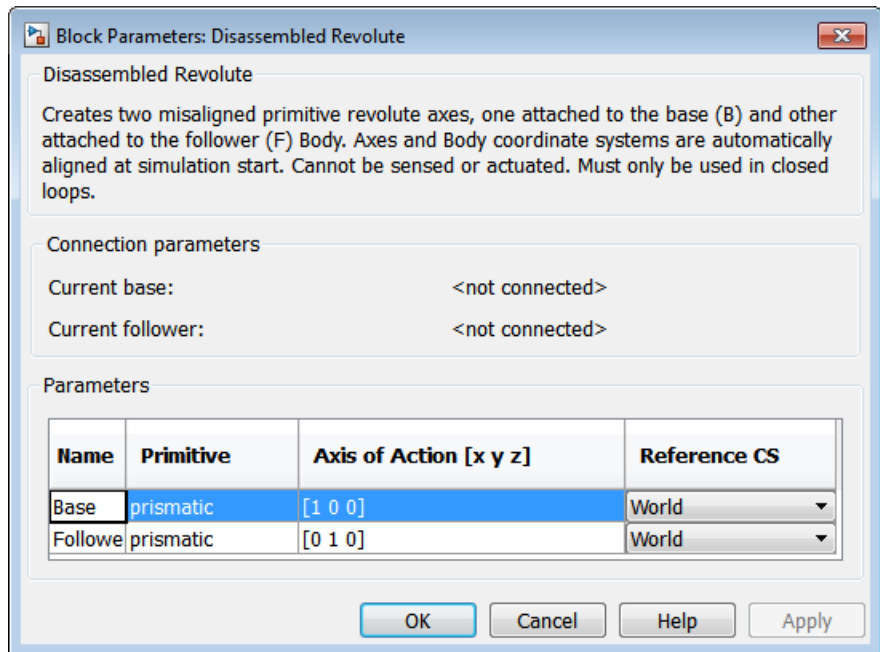 Block Parameters: Disassembled Revolute
Disassembled Revolute
Creates two misaligned primitive revolute axes, one attached to the base (B) and other
attached to the follower (F) Body. Axes and Body coordinate systems are automatically
aligned at simulation start. Cannot be sensed or actuated. Must only be used in closed
loops.
Connection parameters
Current base: <not connected>
Current follower: <not connected>
Parameters
Name Primitive Axis of Action [x y z] Reference CS
Base prismatic [1 0 0] World
Followe prismatic [0 1 0] World
OK Cancel Help Apply